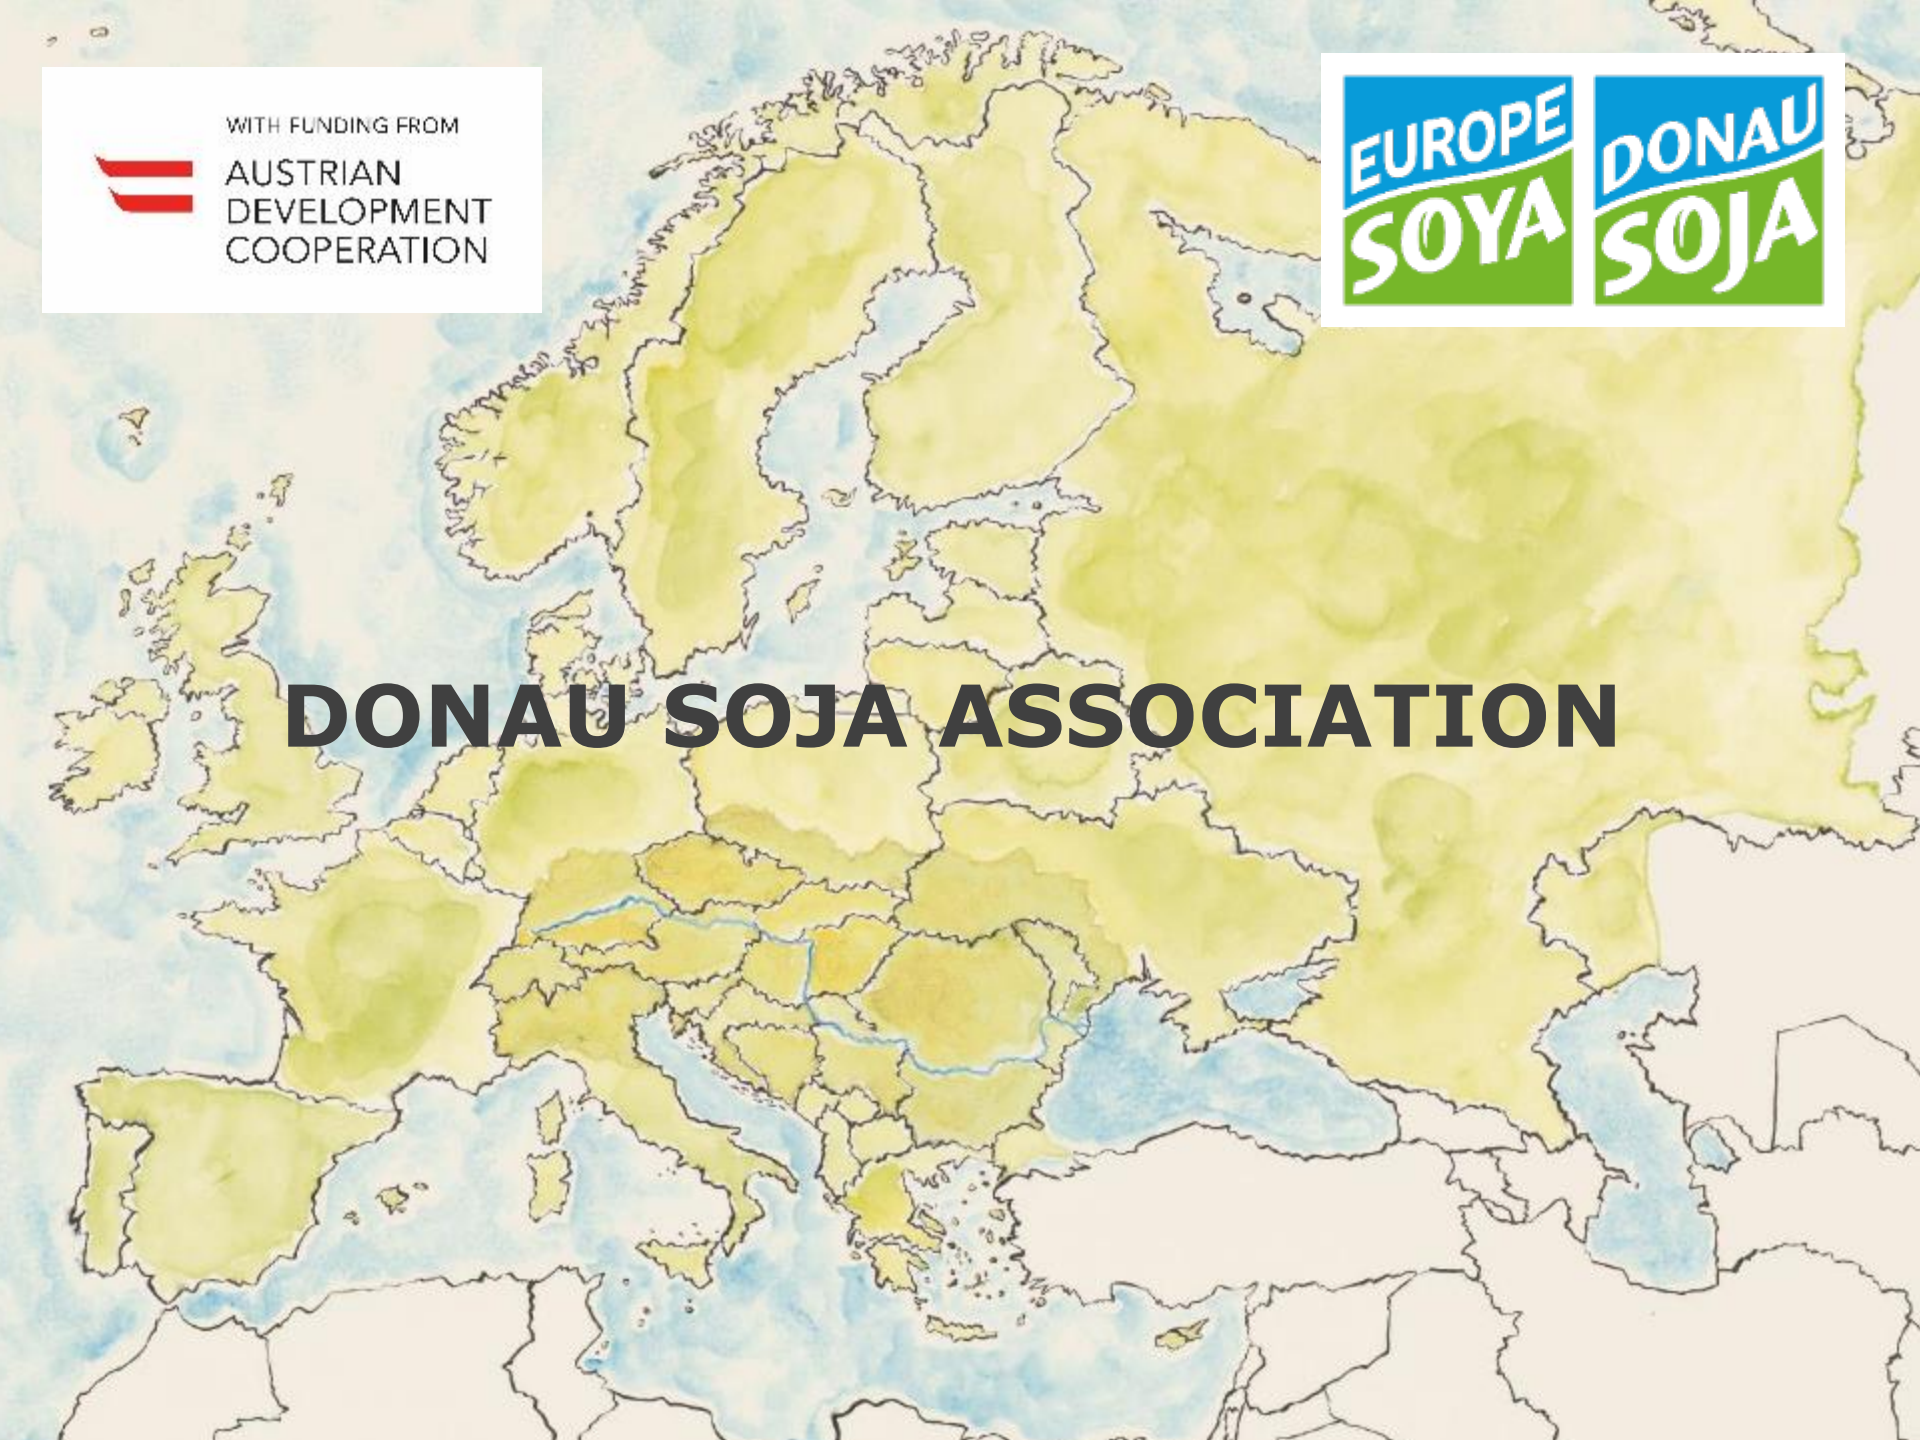 WITH FUNDING FROM
AUSTRIAN
DEVELOPMENT
COOPERATION
EUROPE
SOYA
DONAU
SOJA
DONAU SOJA ASSOCIATION